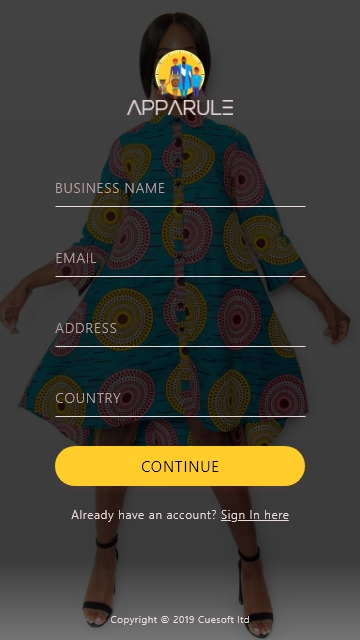 APPARULE
BUSINESS NAME
EMAIL
ADDRESS
COUNTRY
CONTINUE
Already have an account? Sign In here
Copyright © 2019 Cuesoft ltd